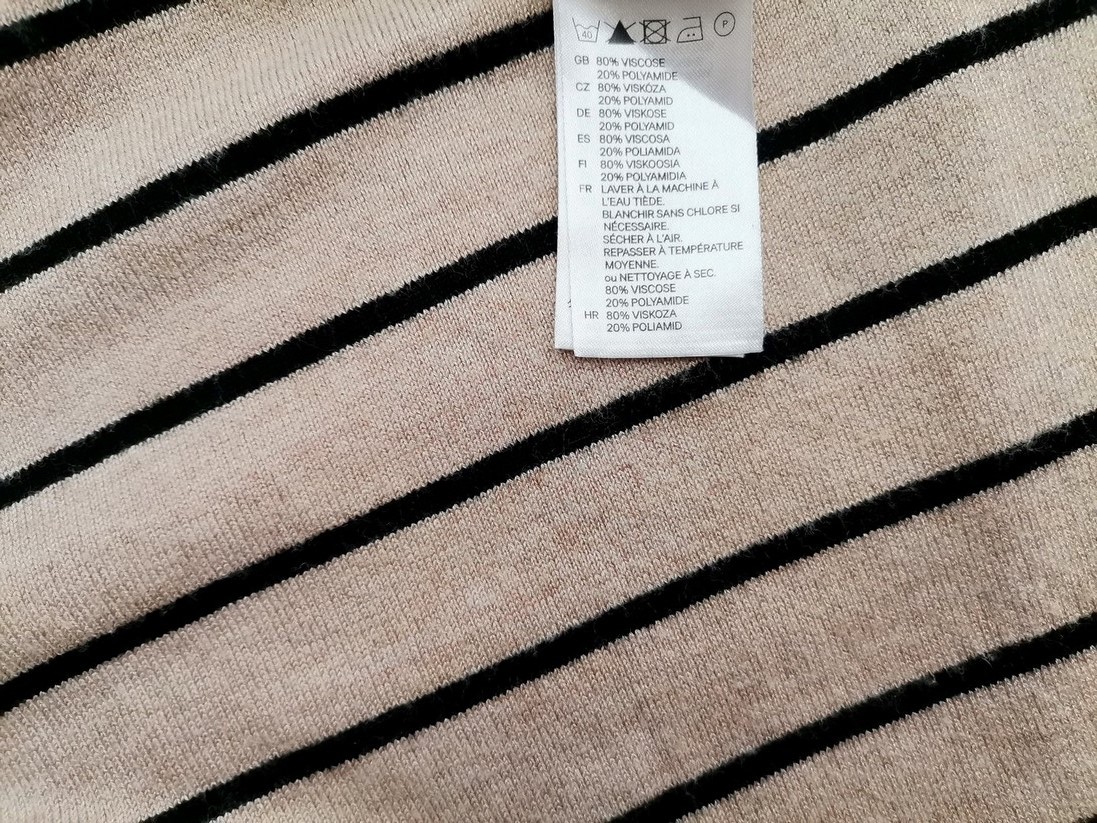 40 P
GB 80% VISCOSE
20% POLYAMIDE
CZ 80% VISKÓZA
20% POLYAMID
DE 80% VISKOSE
20% POLYAMID
ES 80% VISCOSA
20% POLIAMIDA
FI 80% VISKOOSIA
20% POLYAMIDIA
FR LAVER À LA MACHINE À
L'EAU TIÈDE.
BLANCHIR SANS CHLORE SI
NÉCESSAIRE.
SÉCHER À L'AIR.
REPASSER À TEMPÉRATURE
MOYENNE.
ou NETTOYAGE À SEC.
80% VISCOSE
20% POLYAMIDE
HR 80% VISKOZA
20% POLIAMID